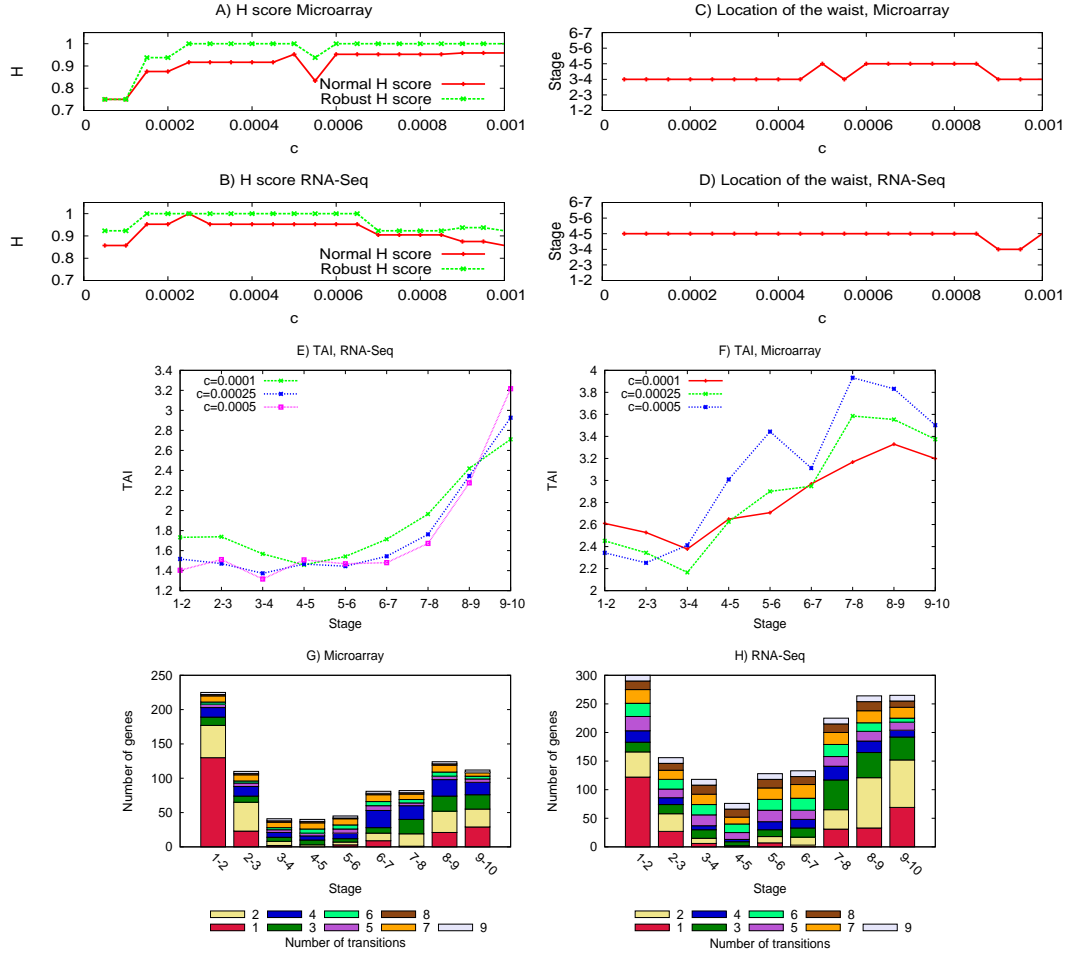 A) H score Microarray
1
0.9
0.8
0.7
H
Normal H score
Robust H score
0 0.0002 0.0004 0.0006 0.0008 0.001
c
C) Location of the waist, Microarray
6-7
5-6
4-5
3-4
2-3
1-2
Stage
0 0.0002 0.0004 0.0006 0.0008 0.001
c
B) H score RNA-Seq
1
0.9
0.8
0.7
H
Normal H score
Robust H score
0 0.0002 0.0004 0.0006 0.0008 0.001
c
D) Location of the waist, RNA-Seq
6-7
5-6
4-5
3-4
2-3
1-2
Stage
0 0.0002 0.0004 0.0006 0.0008 0.001
c
E) TAI, RNA-Seq
3.4
3.2
3
2.8
2.6
2.4
2.2
2
1.8
1.6
1.4
1.2
TAI
c=0.0001
c=0.00025
c=0.0005
1-2 2-3 3-4 4-5 5-6 6-7 7-8 8-9 9-10
Stage
F) TAI, Microarray
4
3.8
3.6
3.4
3.2
3
2.8
2.6
2.4
2.2
2
TAI
c=0.0001
c=0.00025
c=0.0005
1-2 2-3 3-4 4-5 5-6 6-7 7-8 8-9 9-10
Stage
G) Microarray
250
200
150
100
50
0
Number of genes
1-2 2-3 3-4 4-5 5-6 6-7 7-8 8-9 9-10
Stage
2 4 6 8
1 3 5 7 9
Number of transitions
H) RNA-Seq
300
250
200
150
100
50
0
Number of genes
1-2 2-3 3-4 4-5 5-6 6-7 7-8 8-9 9-10
Stage
2 4 6 8
1 3 5 7 9
Number of transitions